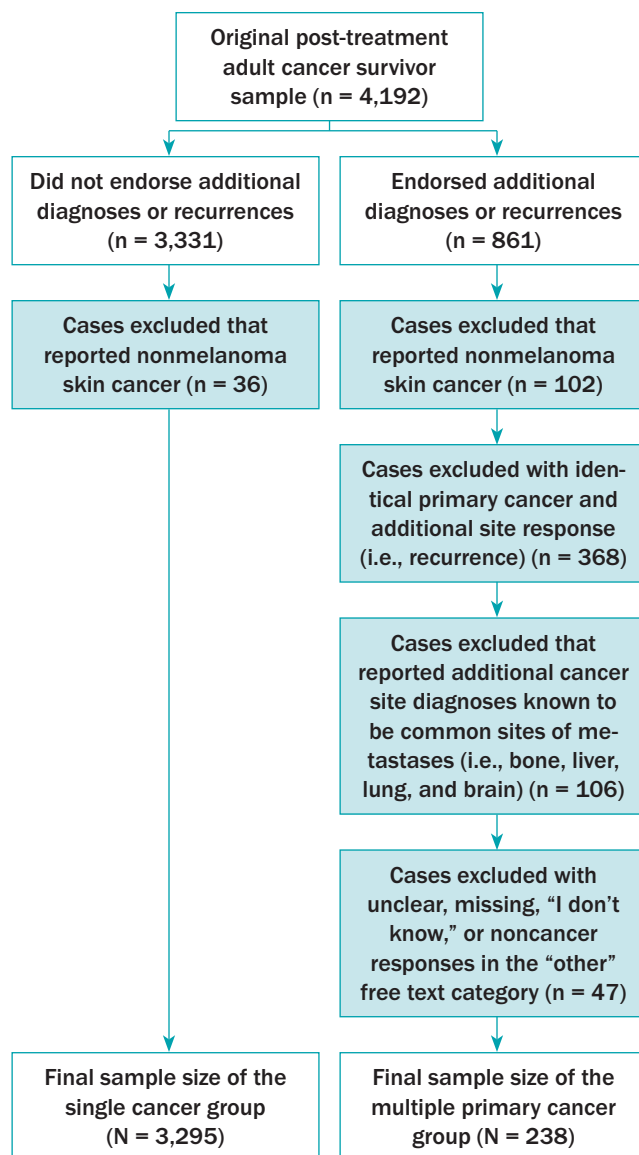 Original post-treatment
adult cancer survivor
sample (n = 4,192)
Did not endorse additional
diagnoses or recurrences
(n = 3,331)
Endorsed additional
diagnoses or recurrences
(n = 861)
Cases excluded that
reported nonmelanoma
skin cancer (n = 36)
Cases excluded that
reported nonmelanoma
skin cancer (n = 102)
Cases excluded with iden-
tical primary cancer and
additional site response
(i.e., recurrence) (n = 368)
Cases excluded that
reported additional cancer
site diagnoses known to
be common sites of me-
tastases (i.e., bone, liver,
lung, and brain) (n = 106)
Cases excluded with
unclear, missing, “I don’t
know,” or noncancer
responses in the “other”
free text category (n = 47)
Final sample size of the
single cancer group
(N = 3,295)
Final sample size of the
multiple primary cancer
group (N = 238)